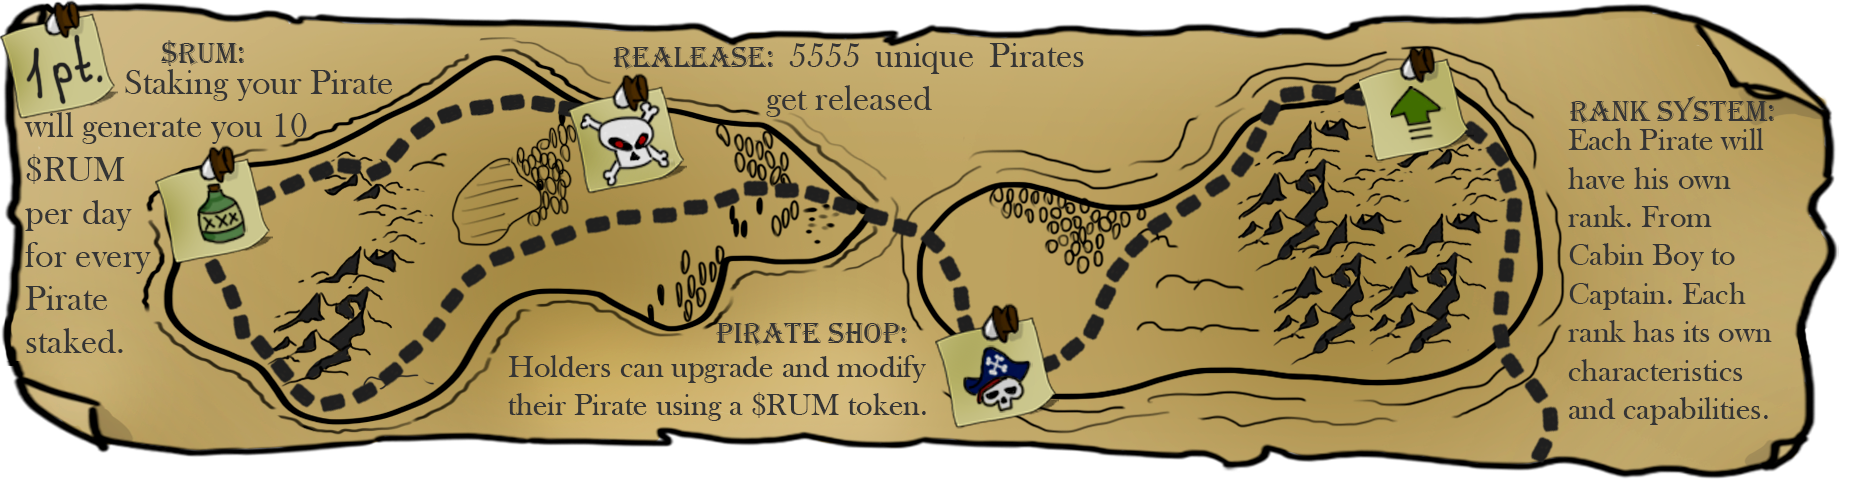 1pt.
$RUM:
Staking your Pirate
will generate you 10
$RUM
per day
for every
Pirate
staked.
REALEASE: 5555 unique Pirates
get released
XXX
PIRATE SHOP:
Holders can upgrade and modify
their Pirate using a $RUM token.
RANK SYSTEM:
Each Pirate will
have his own
rank. From
Cabin Boy to
Captain. Each
rank has its own
characteristics
and capabilities.